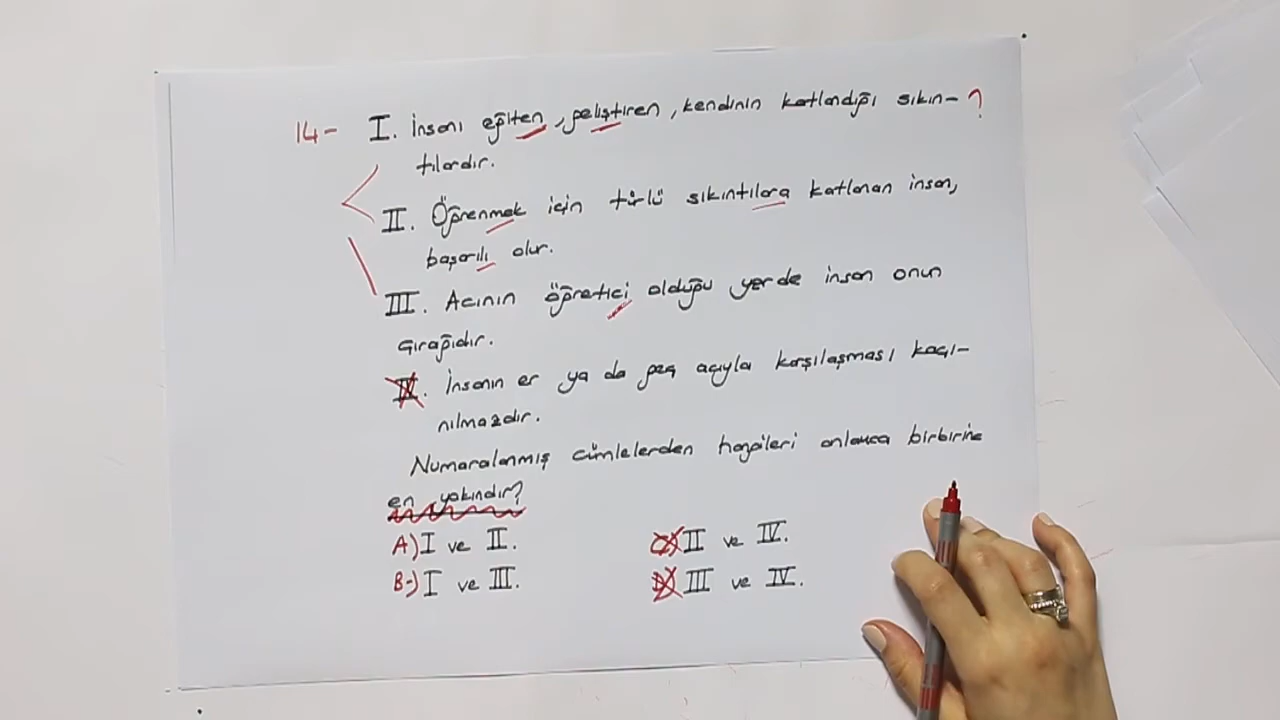 14- I. İnsanı eğiten, geliştiren, kendinin katlandığı sıkın- ?
tılardır.
II. Öğrenmek için türlü sıkıntılara katlanan insan,
başarılı olur.
III. Acının öğretici olduğu yerde insan onun
çırağıdır.
IV. İnsanın er ya da geç acıyla karşılaşması kaçı-
nılmazdır.
Numaralanmış cümlelerden hangileri anlamca birbirine
en yakındır?
A) I ve II. C) II ve IV.
B-) I ve III. D) III ve IV.